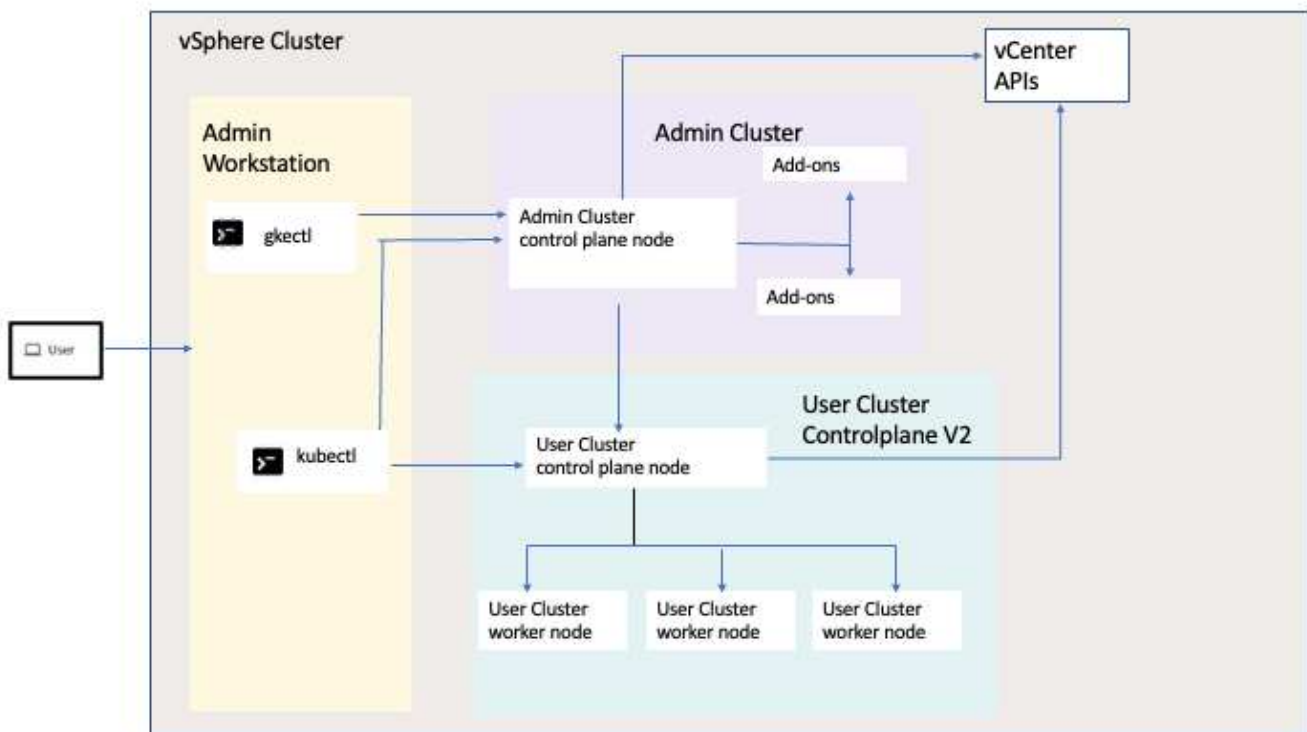 vSphere Cluster
vCenter
APIs
Admin
Workstation
Admin Cluster
Add-ons
gkectl
Admin Cluster
control plane node
Add-ons
User
User Cluster
Controlplane V2
kubectl
User Cluster
control plane node
User Cluster
worker node
User Cluster
worker node
User Cluster
worker node